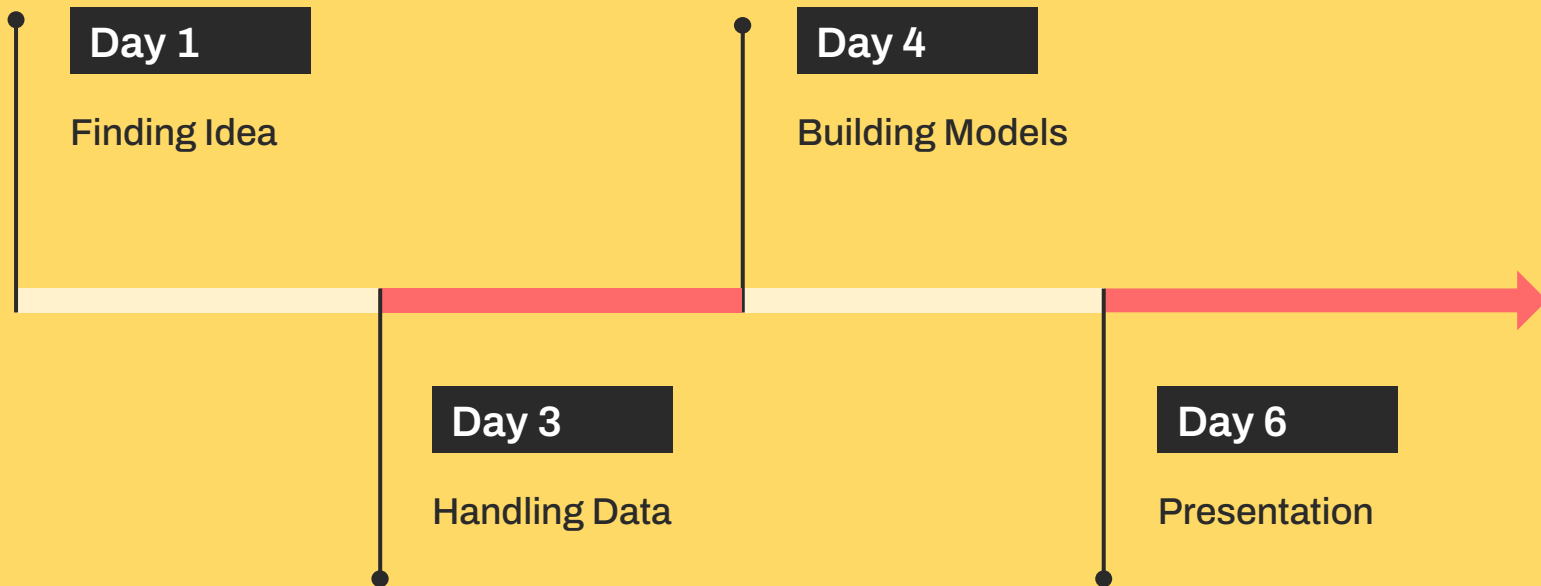 Day 1
Finding Idea
Day 3
Handling Data
Day 4
Building Models
Day 6
Presentation